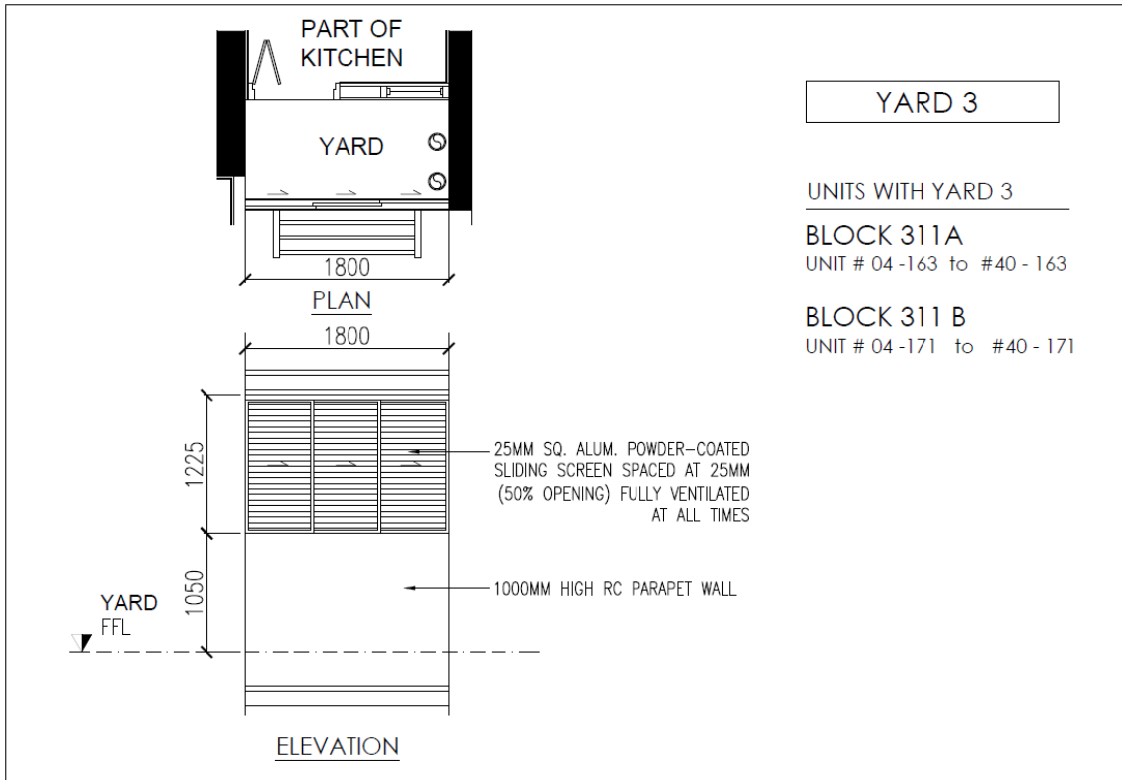 PART OF
KITCHEN
YARD
1800
PLAN
1800
1225
1050
25MM SQ. ALUM. POWDER-COATED
SLIDING SCREEN SPACED AT 25MM
(50% OPENING) FULLY VENTILATED
AT ALL TIMES
1000MM HIGH RC PARAPET WALL
YARD
FFL
ELEVATION
YARD 3
UNITS WITH YARD 3
BLOCK 311A
UNIT # 04 -163 to #40 - 163
BLOCK 311 B
UNIT # 04 -171 to #40 - 171